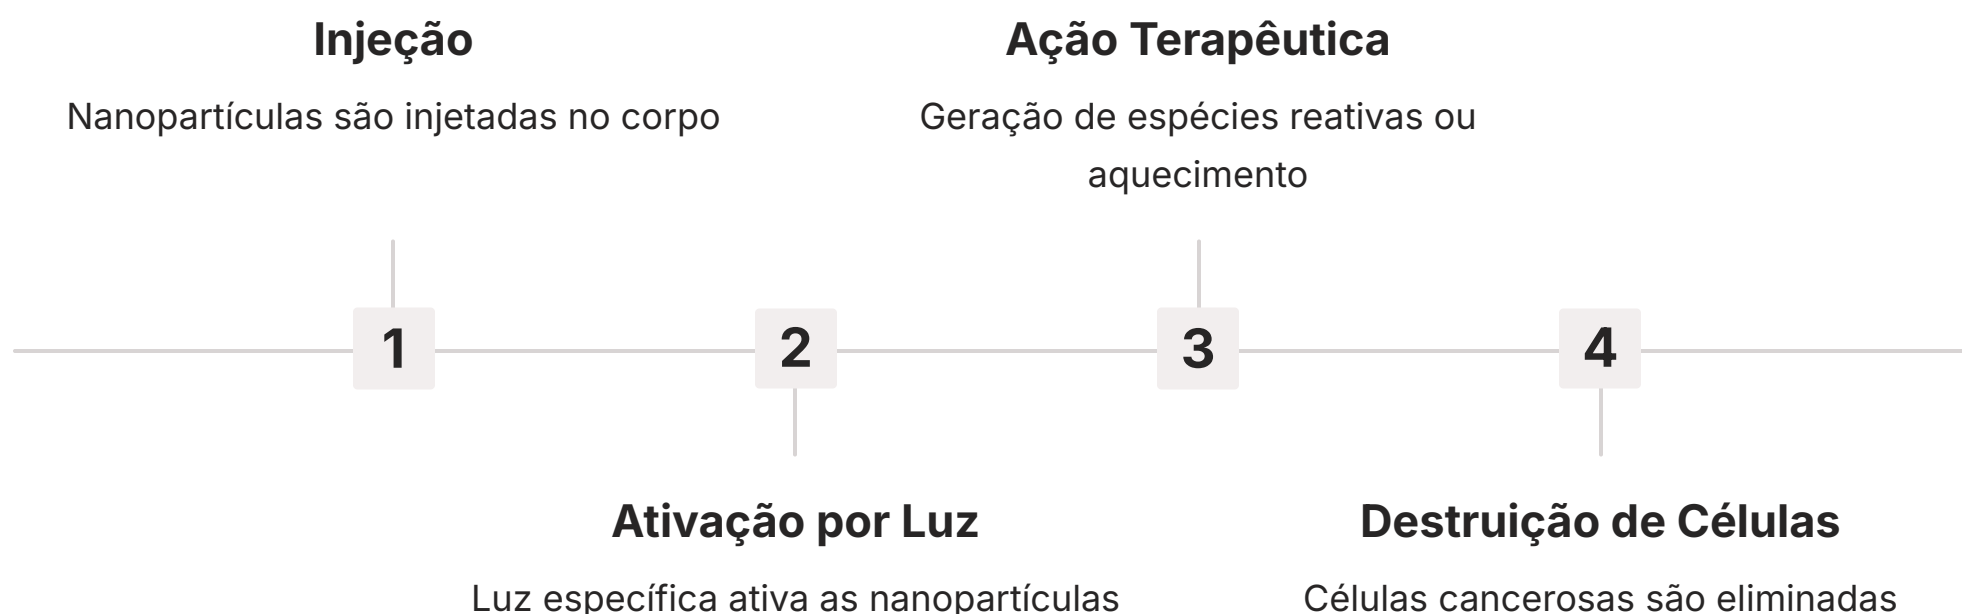 Injeção
Nanopartículas são injetadas no corpo
Ação Terapêutica
Geração de espécies reativas ou
aquecimento
1
2
3
4
Ativação por Luz
Luz específica ativa as nanopartículas
Destruição de Células
Células cancerosas são eliminadas